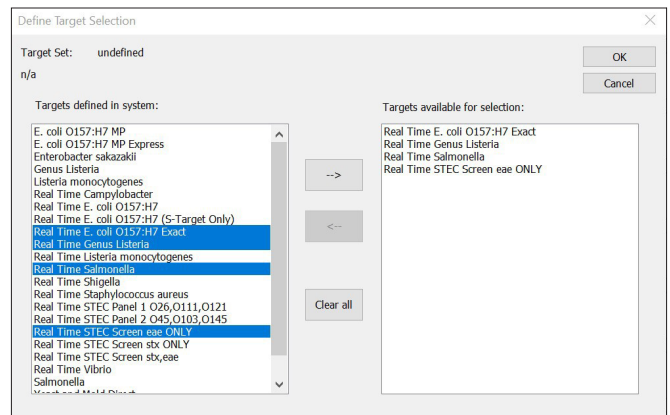 Define Target Selection
Target Set: undefined
n/a
OK
Cancel
Targets defined in system:
E. coli O157:H7 MP
E. coli O157:H7 MP Express
Enterobacter sakazakii
Genus Listeria
Listeria monocytogenes
Real Time Campylobacter
Real Time E. coli O157:H7
Real Time E. coli O157:H7 (S-Target Only)
Real Time E. coli O157:H7 Exact
Real Time Genus Listeria
Real Time Listeria monocytogenes
Real Time Salmonella
Real Time Shigella
Real Time Staphylococcus aureus
Real Time STEC Panel 1 O26,O111,O121
Real Time STEC Panel 2 O45,O103,O145
Real Time STEC Screen eae ONLY
Real Time STEC Screen stx ONLY
Real Time STEC Screen stx,eae
Real Time Vibrio
Salmonella
Yeast and Mold Direct
-->
<--
Clear all
Targets available for selection:
Real Time E. coli O157:H7 Exact
Real Time Genus Listeria
Real Time Salmonella
Real Time STEC Screen eae ONLY